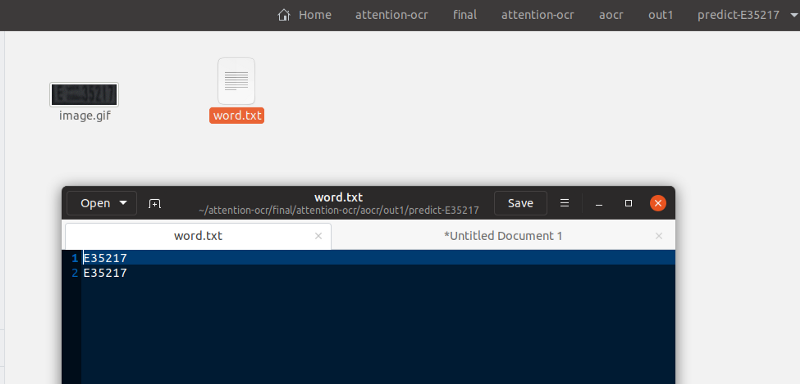 Home attention-ocr final attention-ocr aocr out1 predict-E35217
E 35217
image.gif
word.txt
Open
word.txt
~/attention-ocr/final/attention-ocr/aocr/out1/predict-E35217
Save
word.txt
*Untitled Document 1
1 E35217
2 E35217